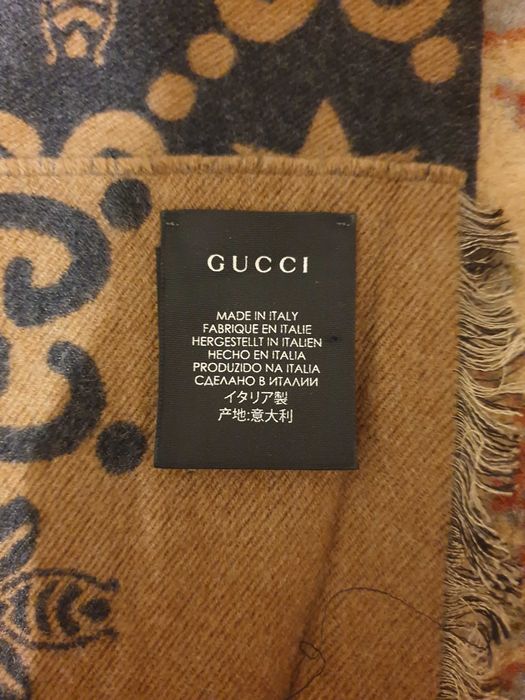 GUCCI
MADE IN ITALY
FABRIQUE EN ITALIE
HERGESTELLT IN ITALIEN
HECHO EN ITALIA
PRODUZIDO NA ITALIA
СДЕЛАНО В ИТАЛИИ
イタリア製
产地:意大利